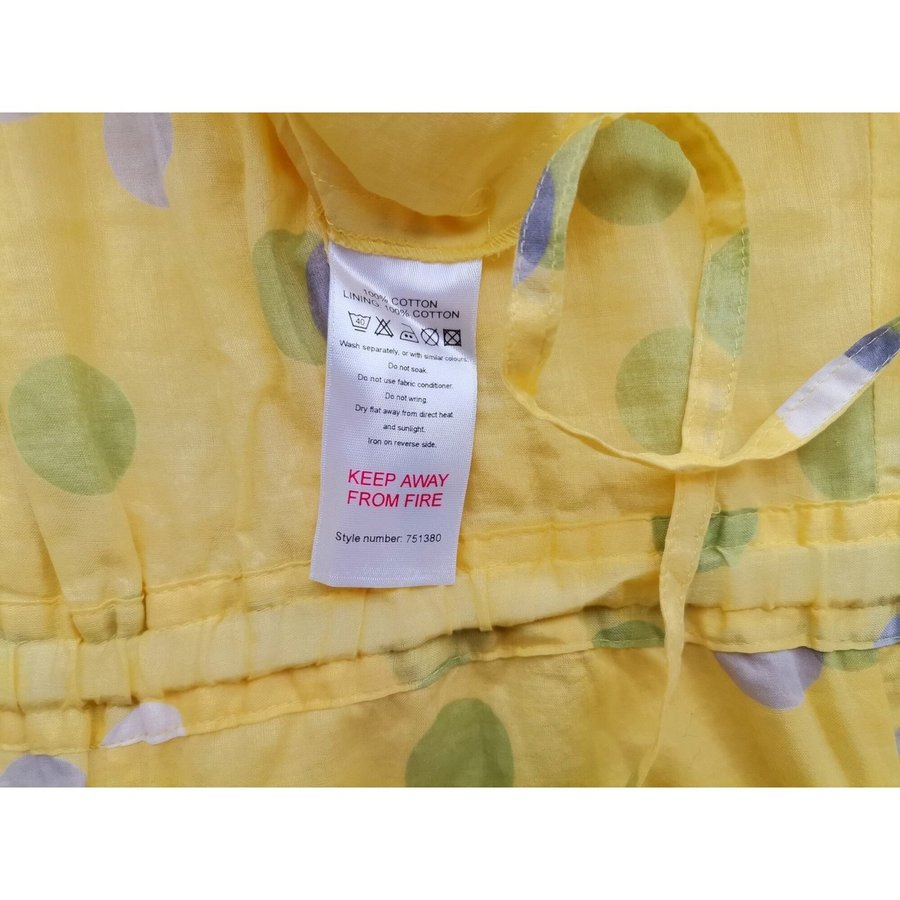 100% COTTON
LINING: 100% COTTON
40
Wash separately, or with similar colours.
Do not soak.
Do not use fabric conditioner.
Do not wring.
Dry flat away from direct heat
and sunlight.
Iron on reverse side.
KEEP AWAY
FROM FIRE
Style number: 751380